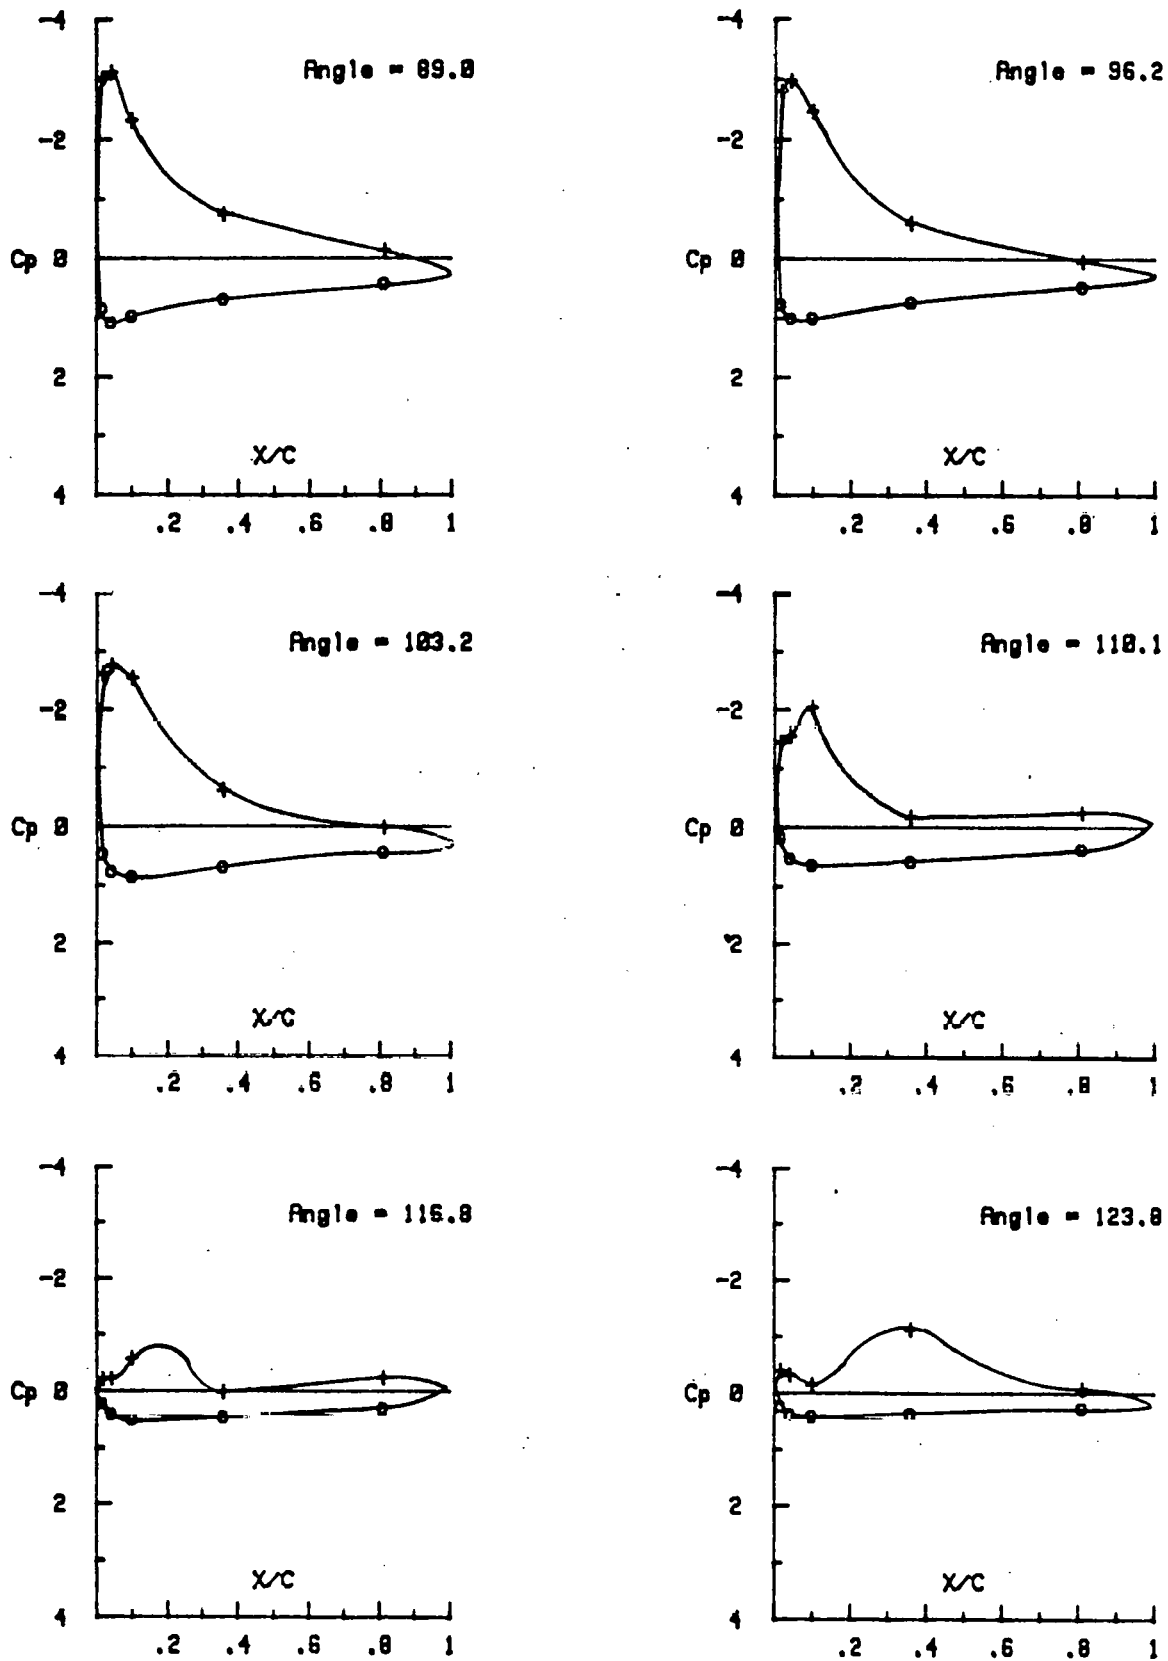 -4
Angle = 89.0
-2
Cp 0
2
X/C
4
.2 .4 .6 .8 1
-4
Angle = 96.2
-2
Cp 0
2
X/C
4
.2 .4 .6 .8 1
-4
Angle = 103.2
-2
Cp 0
2
X/C
4
.2 .4 .6 .8 1
-4
Angle = 110.1
-2
Cp 0
2
X/C
4
.2 .4 .6 .8 1
-4
Angle = 116.8
-2
Cp 0
2
X/C
4
.2 .4 .6 .8 1
-4
Angle = 123.8
-2
Cp 0
2
X/C
4
.2 .4 .6 .8 1